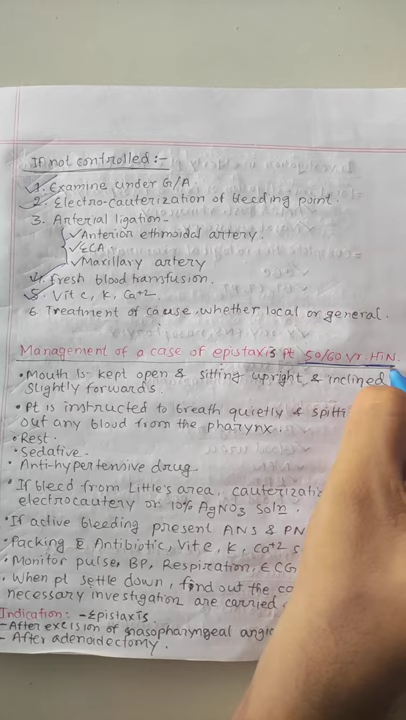 If not controlled :-
1. Examine under G/A.
2. Electro-cauterization of bleeding point.
3. Arterial ligation-
✓Anterior ethmoidal artery.
✓ECA.
✓Maxillary artery
4. Fresh blood transfusion.
5. Vit C, K, Ca+2.
6. Treatment of cause, whether local or general.
Management of a case of epistaxis pt 50/60 yr. HTN.
• Mouth is kept open & sitting upright & inclined
slightly forwards.
• Pt is instructed to breath quietly & spitti
out any blood from the pharynx.
• Rest.
• Sedative.
• Anti-hypertensive drug.
• If bleed from Little's area, cauterizati
electrocautery or 10% AgNO3 soln.
• If active bleeding present ANS & PN
• Packing c̄ Antibiotic, Vit C, K, Ca+2 s
• Monitor pulse, BP, Respiration, ECG
• When pt settle down, find out the ca
necessary investigation are carried
Indication: - Epistaxis.
- After excision of nasopharyngeal angio
- After adenoidectomy.